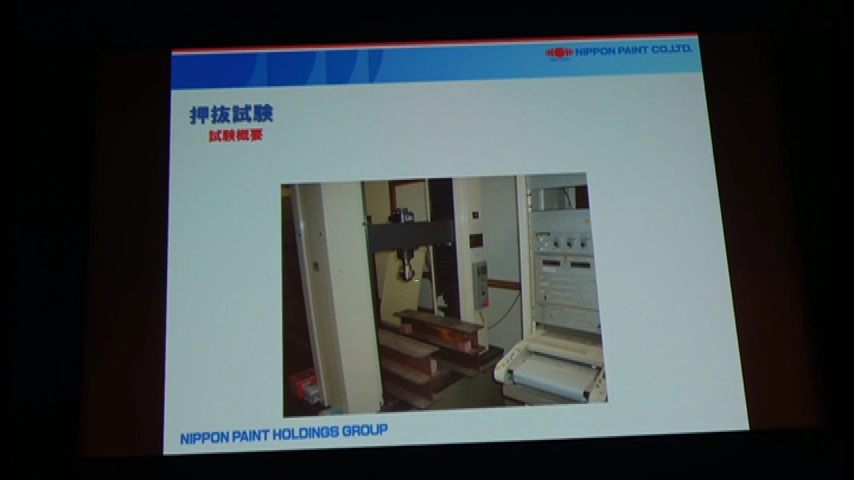 NIPPON PAINT CO.,LTD.
押抜試験
試験概要
NIPPON PAINT HOLDINGS GROUP